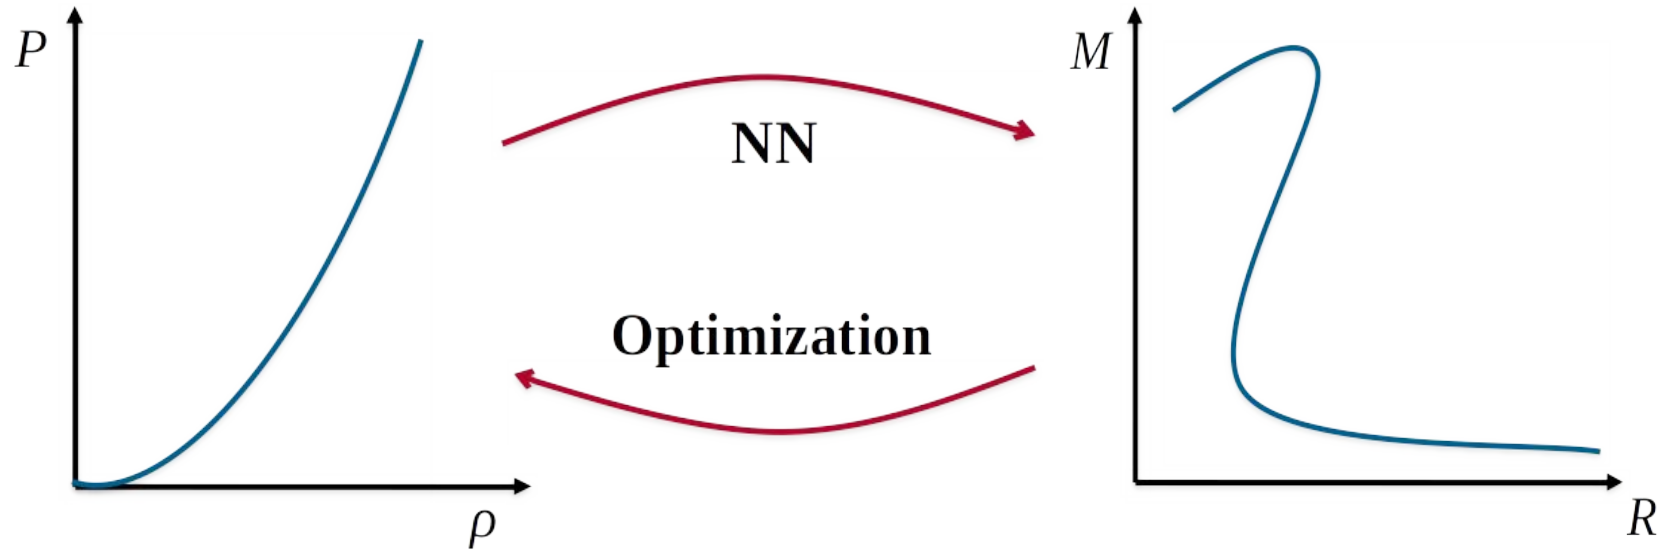 P
ρ
NN
Optimization
M
R